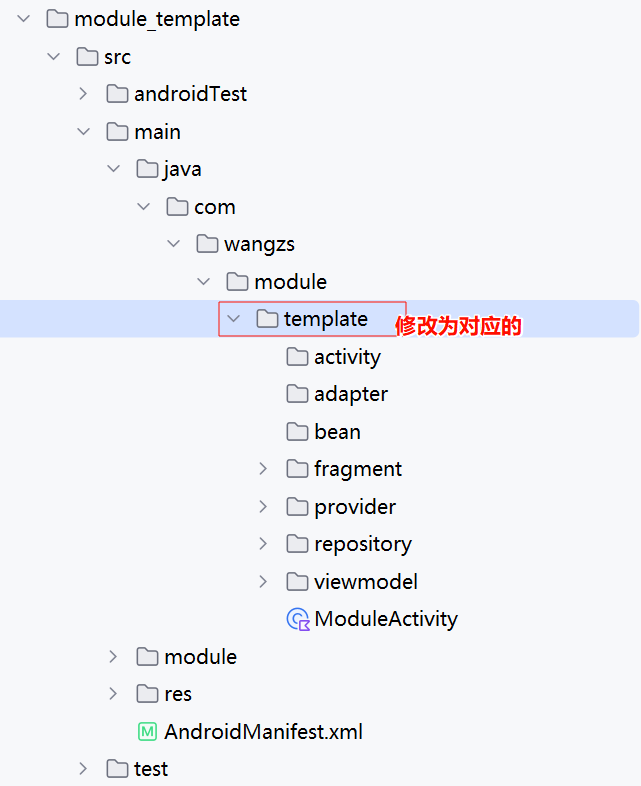 module_template
src
androidTest
main
java
com
wangzs
module
template 修改为对应的
activity
adapter
bean
fragment
provider
repository
viewmodel
ModuleActivity
module
res
AndroidManifest.xml
test